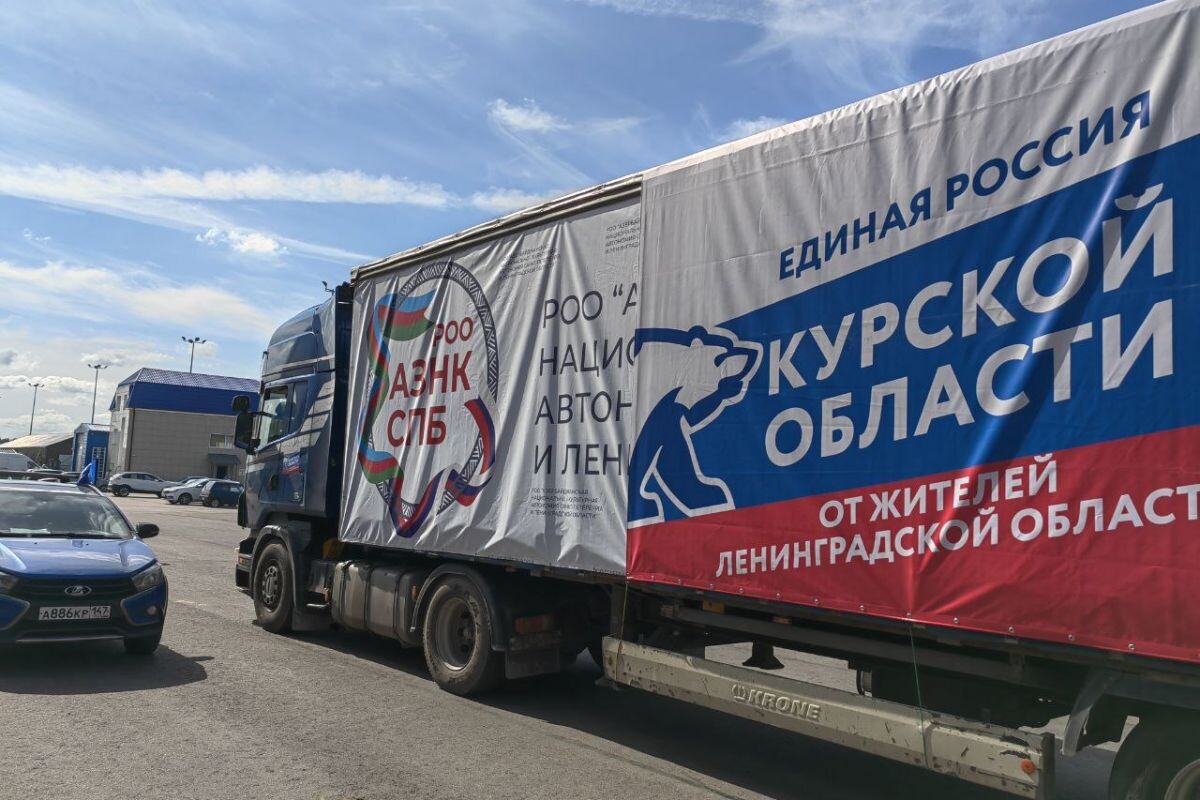 ЕДИНАЯ РОССИЯ
КУРСКОЙ
ОБЛАСТИ
ОТ ЖИТЕЛЕЙ
ЛЕНИНГРАДСКОЙ ОБЛАСТ
РОО
АЗНК
СПБ
РОО "А
НАЦИО
АВТОН
И ЛЕН
KRONE
А886КР 147